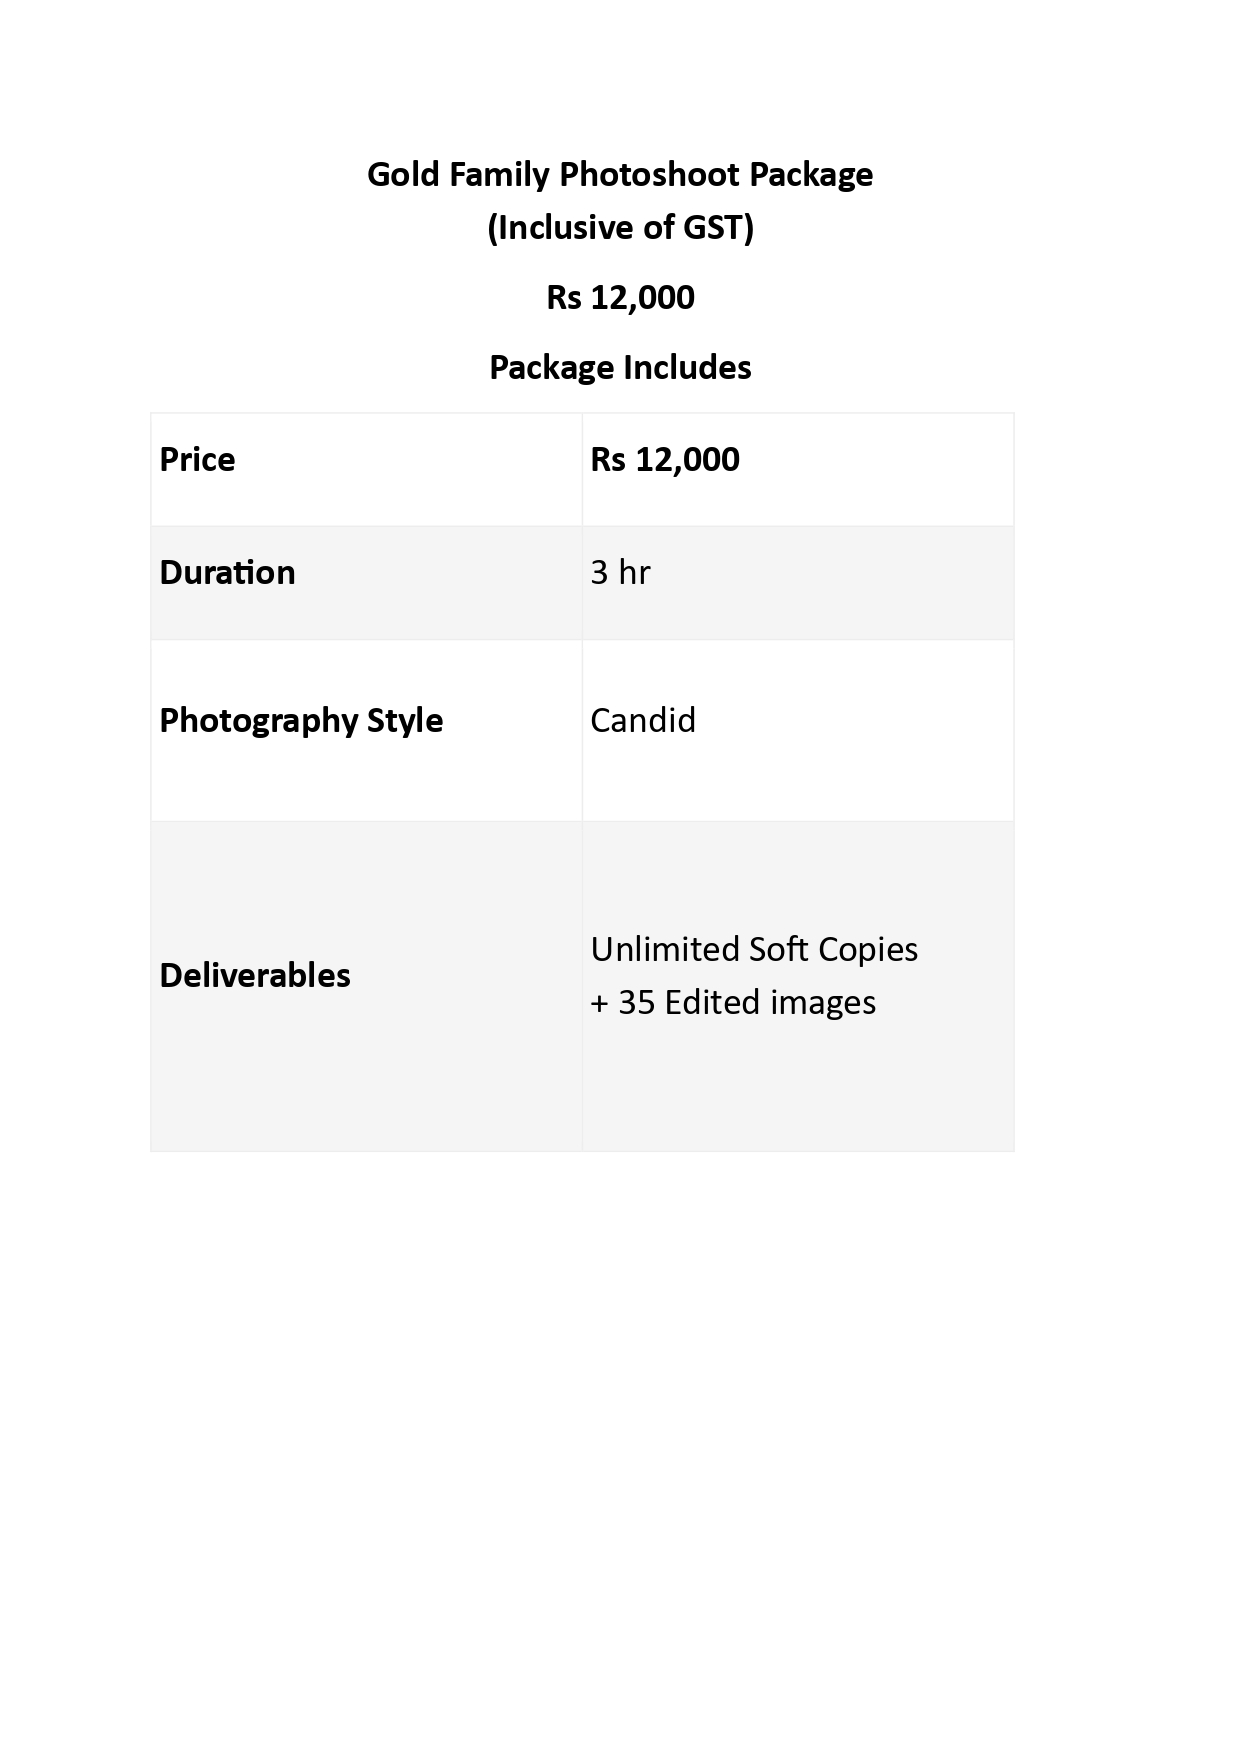 Gold Family Photoshoot Package
(Inclusive of GST)
Rs 12,000
Package Includes
Price Rs 12,000
Duration 3 hr
Photography Style Candid
Deliverables Unlimited Soft Copies
+ 35 Edited images